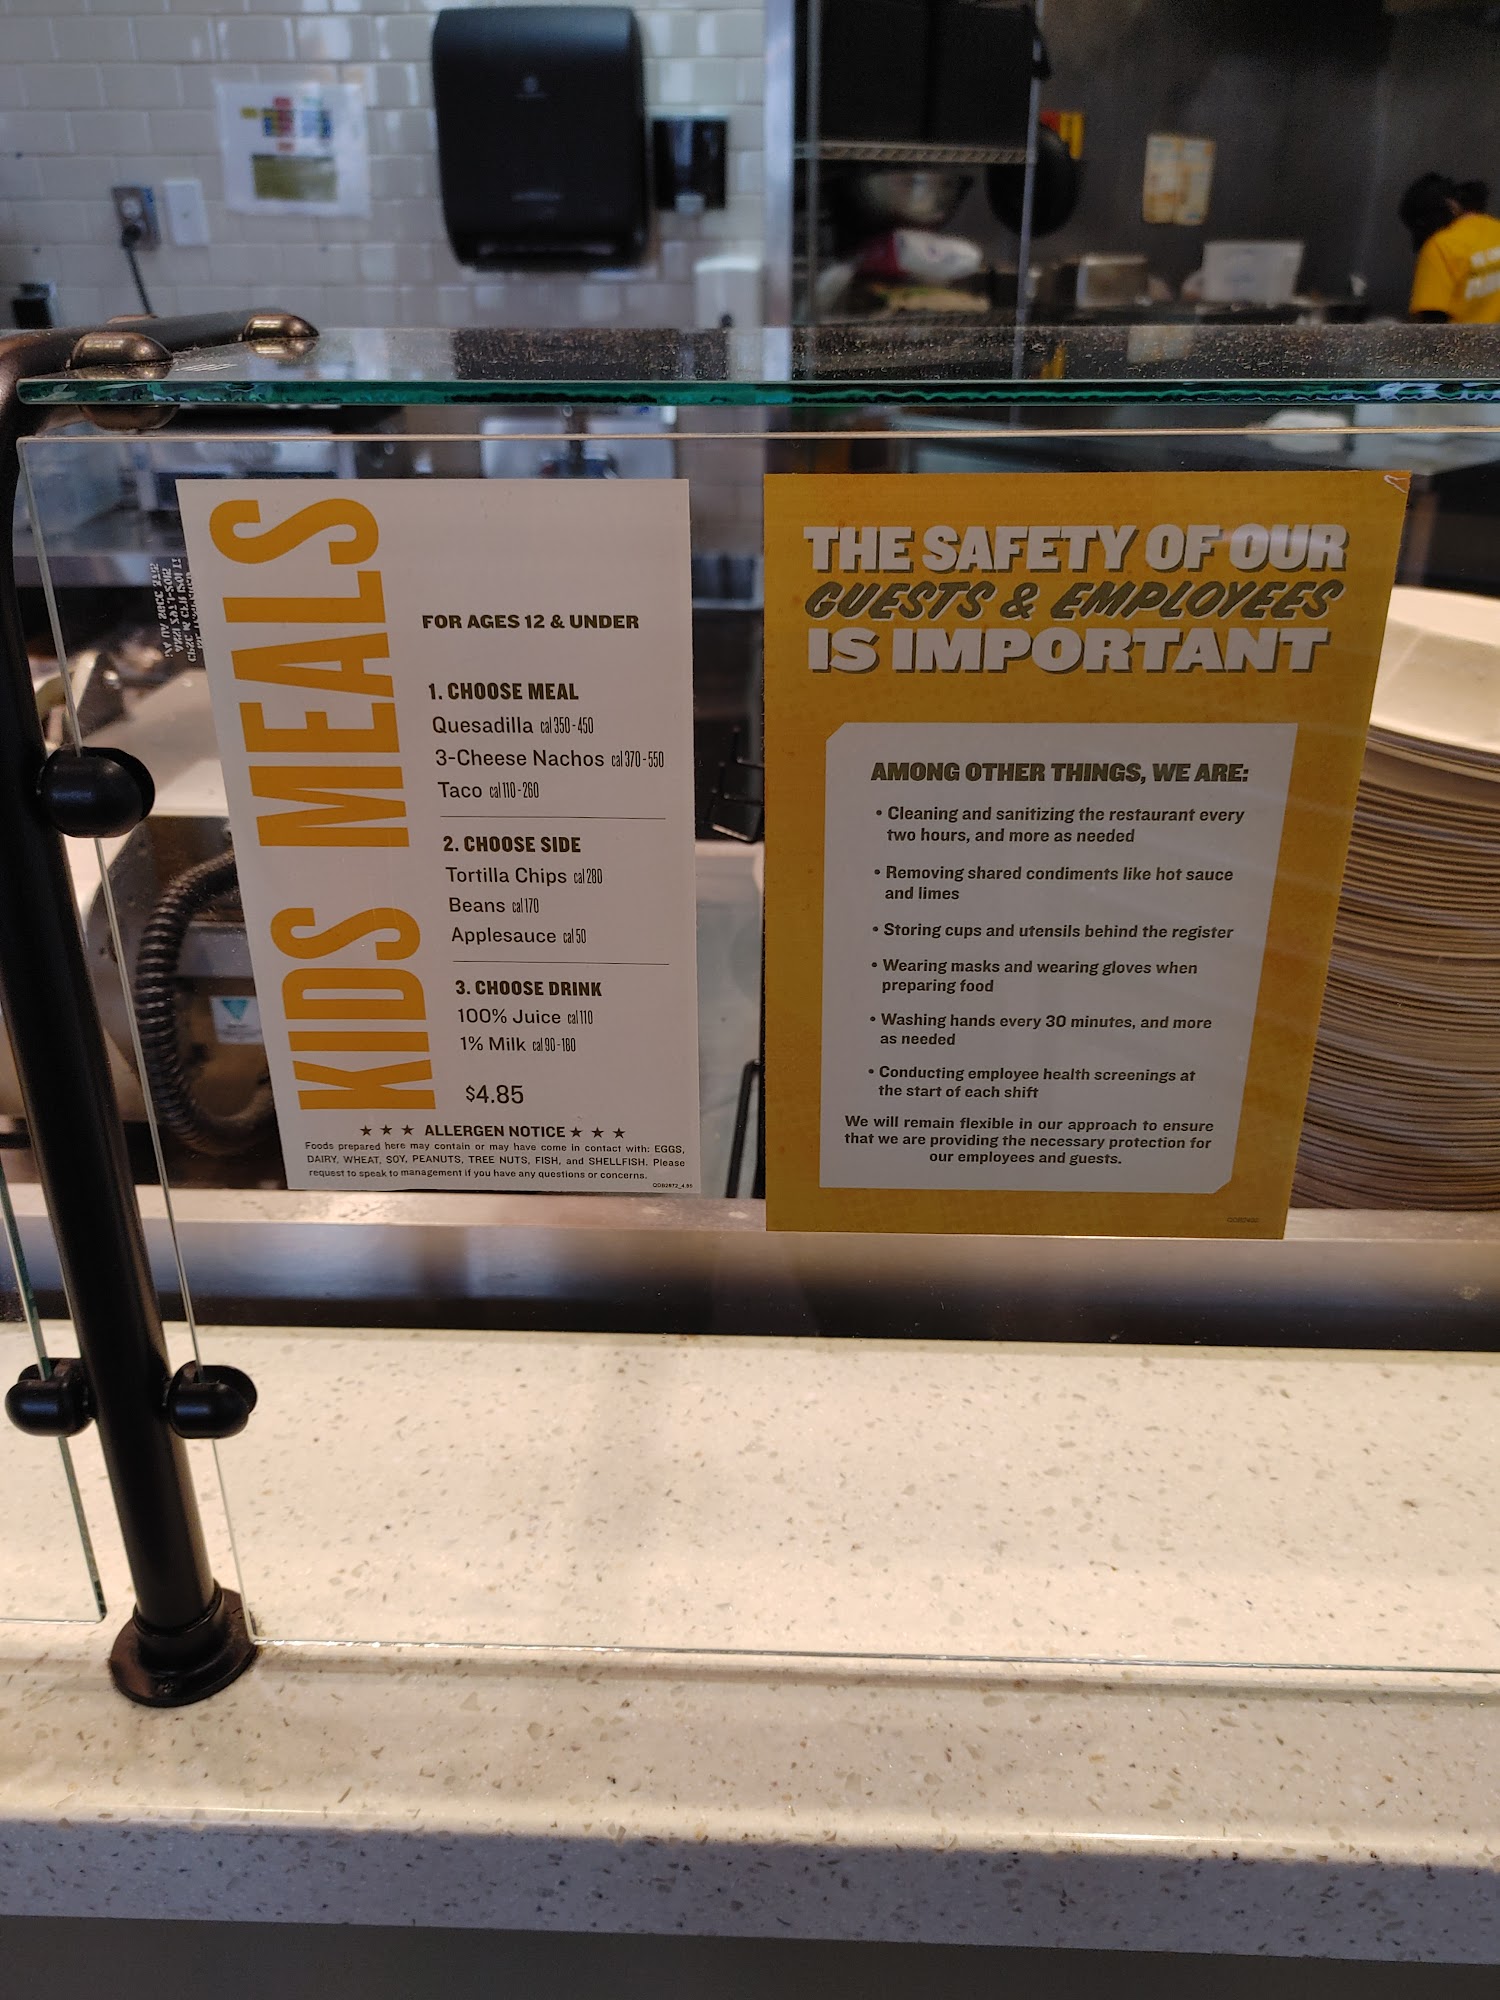 KIDS MEALS
FOR AGES 12 & UNDER
1. CHOOSE MEAL
Quesadilla cal 350-450
3-Cheese Nachos cal 370-550
Taco cal 110-260
2. CHOOSE SIDE
Tortilla Chips cal 280
Beans cal 170
Applesauce cal 50
3. CHOOSE DRINK
100% Juice cal 110
1% Milk cal 90-180
$4.85
★ ★ ★ ALLERGEN NOTICE ★ ★ ★
Foods prepared here may contain or may have come in contact with: EGGS,
DAIRY, WHEAT, SOY, PEANUTS, TREE NUTS, FISH, and SHELLFISH. Please
request to speak to management if you have any questions or concerns.
THE SAFETY OF OUR
GUESTS & EMPLOYEES
IS IMPORTANT
AMONG OTHER THINGS, WE ARE:
• Cleaning and sanitizing the restaurant every
two hours, and more as needed
• Removing shared condiments like hot sauce
and limes
• Storing cups and utensils behind the register
• Wearing masks and wearing gloves when
preparing food
• Washing hands every 30 minutes, and more
as needed
• Conducting employee health screenings at
the start of each shift
We will remain flexible in our approach to ensure
that we are providing the necessary protection for
our employees and guests.